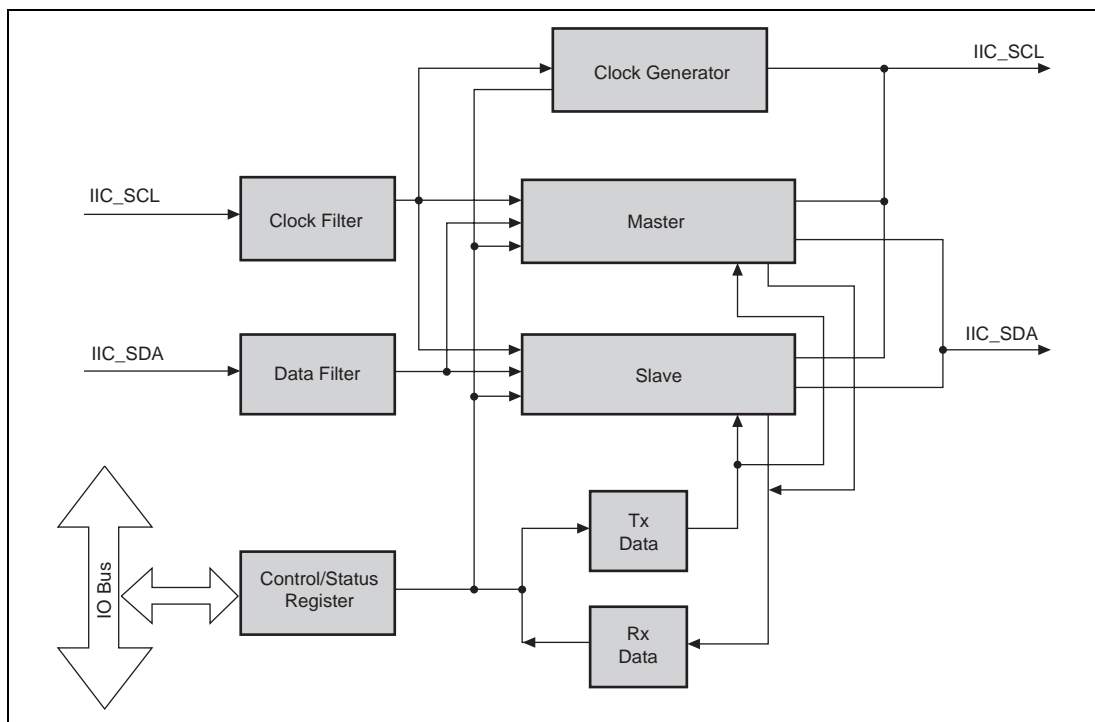 Clock Generator
IIC_SCL
IIC_SCL
Clock Filter
Master
IIC_SDA
Data Filter
Slave
IIC_SDA
Tx
Data
IO Bus
Control/Status
Register
Rx
Data